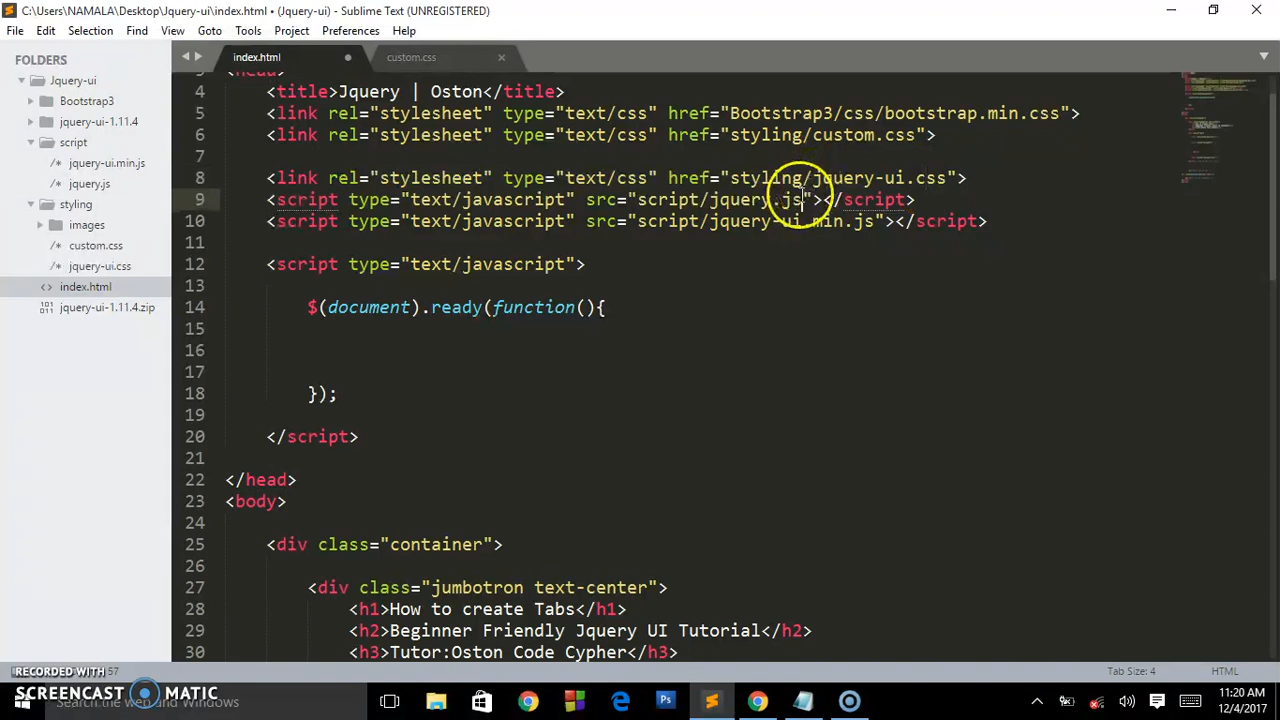 C:\Users\NAMALA\Desktop\Jquery-ui\index.html • (Jquery-ui) - Sublime Text (UNREGISTERED)
File Edit Selection Find View Goto Tools Project Preferences Help
FOLDERS
Jquery-ui
Bootstrap3
jquery-ui-1.11.4
script
/* jquery-ui.min.js
/* jquery.js
styling
images
/* custom.css
/* jquery-ui.css
<> index.html
jquery-ui-1.11.4.zip
index.html custom.css
3 <head>
4 <title>Jquery | Oston</title>
5 <link rel="stylesheet" type="text/css" href="Bootstrap3/css/bootstrap.min.css">
6 <link rel="stylesheet" type="text/css" href="styling/custom.css">
7
8 <link rel="stylesheet" type="text/css" href="styling/jquery-ui.css">
9 <script type="text/javascript" src="script/jquery.js"></script>
10 <script type="text/javascript" src="script/jquery-ui.min.js"></script>
11
12 <script type="text/javascript">
13
14 $(document).ready(function(){
15
16
17
18 });
19
20 </script>
21
22 </head>
23 <body>
24
25 <div class="container">
26
27 <div class="jumbotron text-center">
28 <h1>How to create Tabs</h1>
29 <h2>Beginner Friendly Jquery UI Tutorial</h2>
30 <h3>Tutor:Oston Code Cypher</h3>
RECORDED WITH
57
Tab Size: 4 HTML
SCREENCAST MATIC
Search the web and Windows
11:20 AM
12/4/2017